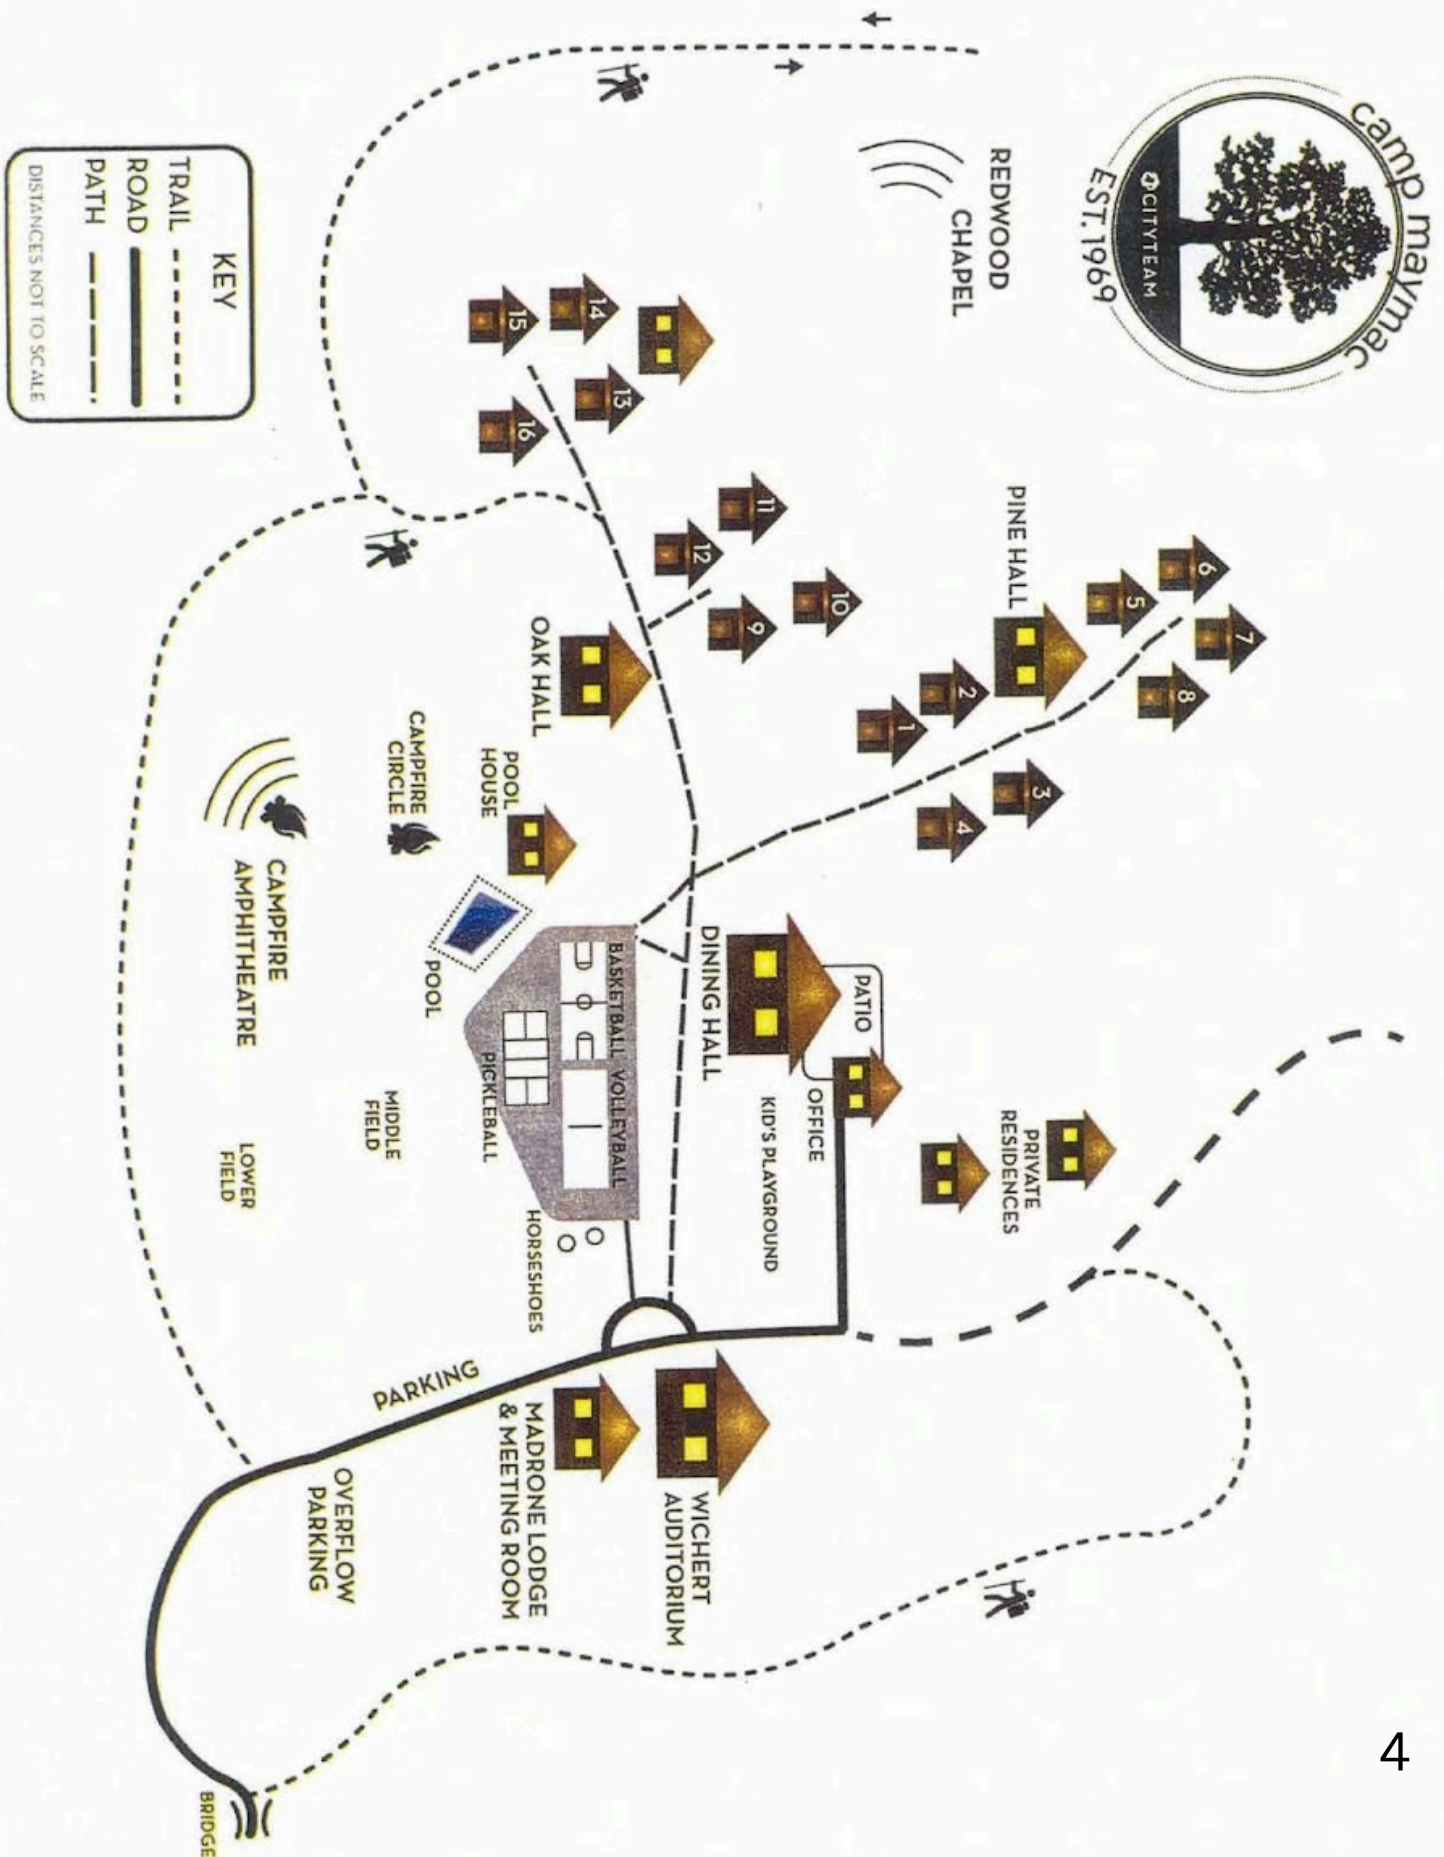 camp maymac
CITYTEAM
EST. 1969
REDWOOD
CHAPEL
KEY
TRAIL
ROAD
PATH
DISTANCES NOT TO SCALE
6
7
5
8
PINE HALL
2
1
3
4
14
15
13
16
11
12
10
9
OAK HALL
POOL
HOUSE
CAMPFIRE
CIRCLE
CAMPFIRE
AMPHITHEATRE
POOL
DINING HALL
PATIO
OFFICE
KID'S PLAYGROUND
PRIVATE
RESIDENCES
BASKETBALL
VOLLEYBALL
PICKLEBALL
HORSESHOES
MIDDLE
FIELD
LOWER
FIELD
PARKING
OVERFLOW
PARKING
MADRONE LODGE
& MEETING ROOM
WICHERT
AUDITORIUM
BRIDGE
4